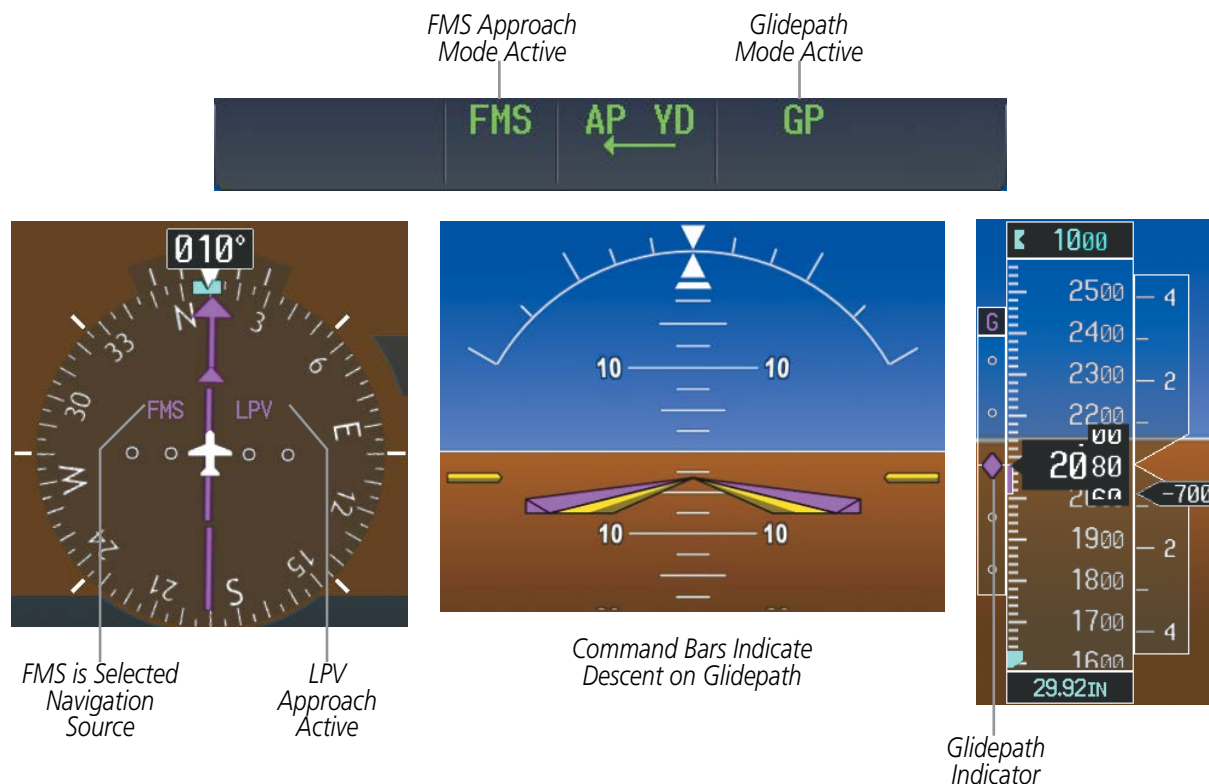 FMS Approach
Mode Active
Glidepath
Mode Active
FMS AP YD GP
010°
N
3
6
E
12
15
S
21
24
W
30
33
FMS LPV
FMS is Selected
Navigation
Source
LPV
Approach
Active
10 10
10 10
Command Bars Indicate
Descent on Glidepath
1000
G
2500
2400
2300
2200
00
2080
60
1900
1800
1700
1600
4
2
-700
2
4
29.92IN
Glidepath
Indicator